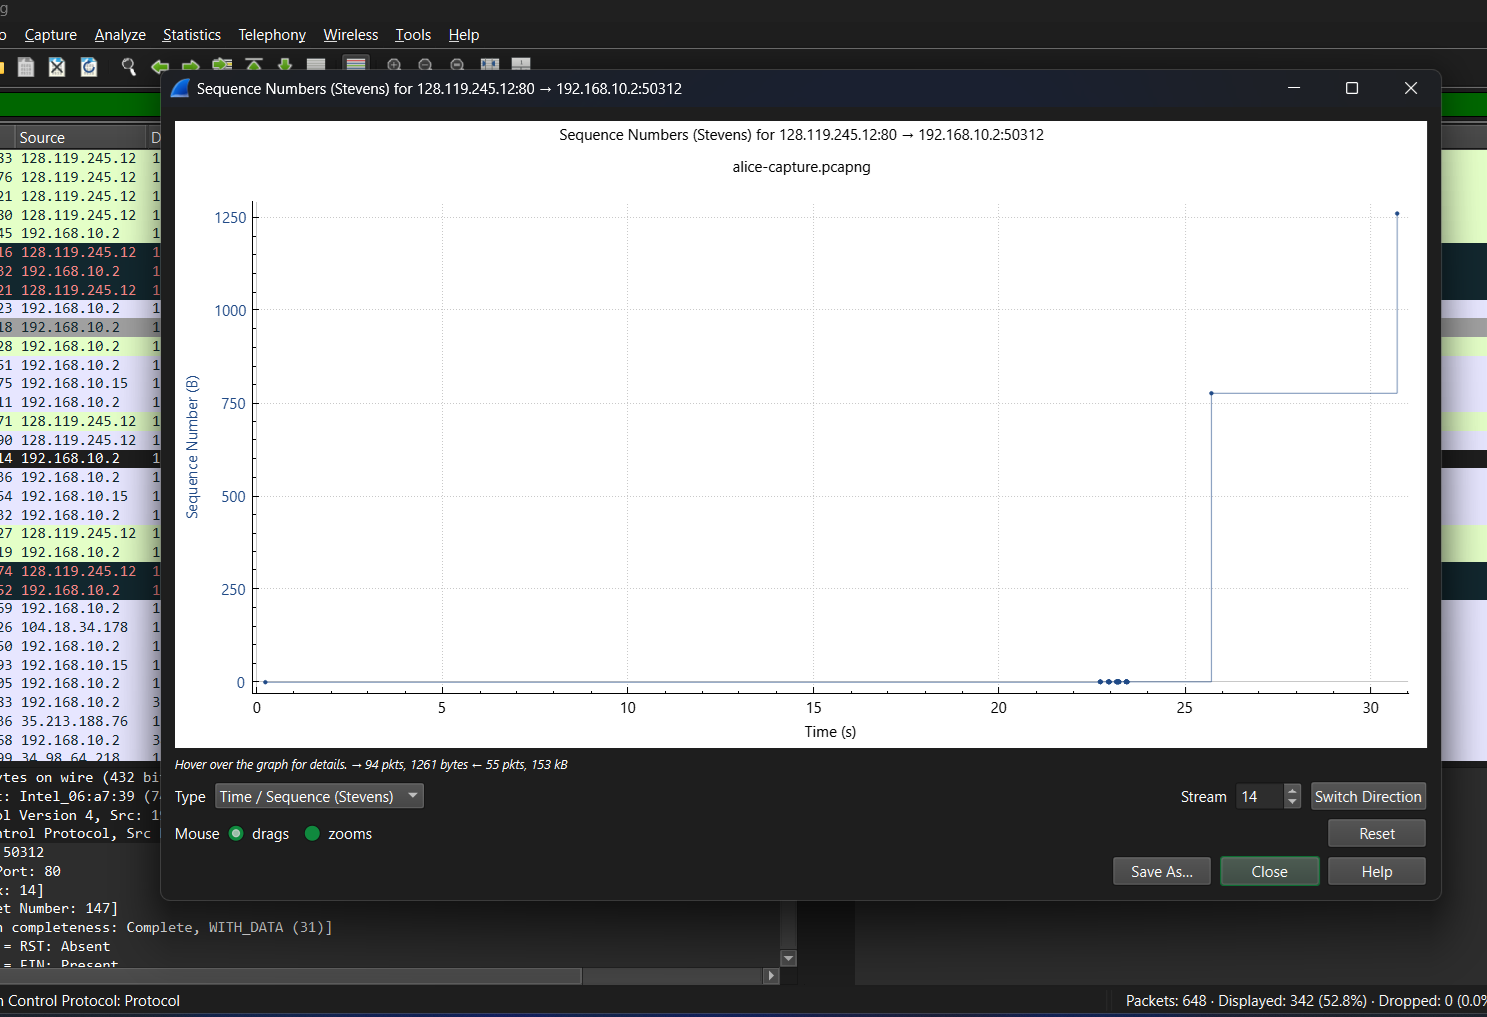 g
o Capture Analyze Statistics Telephony Wireless Tools Help
Sequence Numbers (Stevens) for 128.119.245.12:80 → 192.168.10.2:50312
Source D
33 128.119.245.12 1
76 128.119.245.12 1
21 128.119.245.12 1
80 128.119.245.12 1
45 192.168.10.2 1
16 128.119.245.12 1
32 192.168.10.2 1
21 128.119.245.12 1
23 192.168.10.2 1
18 192.168.10.2 1
28 192.168.10.2 1
51 192.168.10.2 1
75 192.168.10.15 1
11 192.168.10.2 1
71 128.119.245.12 1
90 128.119.245.12 1
14 192.168.10.2 1
36 192.168.10.2 1
54 192.168.10.15 1
32 192.168.10.2 1
27 128.119.245.12 1
19 192.168.10.2 1
74 128.119.245.12 1
52 192.168.10.2 1
59 192.168.10.2 1
26 104.18.34.178 1
50 192.168.10.2 1
93 192.168.10.15 1
05 192.168.10.2 1
33 192.168.10.2 3
36 35.213.188.76 1
58 192.168.10.2 3
99 34.98.64.218 1
Sequence Numbers (Stevens) for 128.119.245.12:80 → 192.168.10.2:50312
alice-capture.pcapng
Sequence Number (B)
1250
1000
750
500
250
0
0 5 10 15 20 25 30
Time (s)
Hover over the graph for details. → 94 pkts, 1261 bytes ← 55 pkts, 153 kB
Type Time / Sequence (Stevens) Stream 14 Switch Direction
Mouse drags zooms Reset
Save As... Close Help
ytes on wire (432 bi
t: Intel_06:a7:39 (7
ol Version 4, Src: 1
ntrol Protocol, Src
50312
Port: 80
x: 14]
et Number: 147]
n completeness: Complete, WITH_DATA (31)]
= RST: Absent
= FIN: Present
n Control Protocol: Protocol
Packets: 648 · Displayed: 342 (52.8%) · Dropped: 0 (0.0%